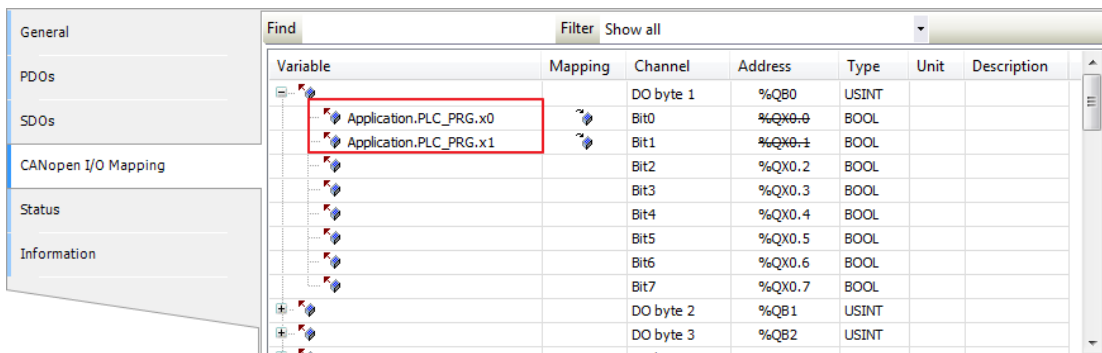 General
PDOs
SDOs
CANopen I/O Mapping
Status
Information
Find Filter Show all
Variable Mapping Channel Address Type Unit Description
DO byte 1 %QB0 USINT
Application.PLC_PRG.x0 Bit0 %QX0.0 BOOL
Application.PLC_PRG.x1 Bit1 %QX0.1 BOOL
Bit2 %QX0.2 BOOL
Bit3 %QX0.3 BOOL
Bit4 %QX0.4 BOOL
Bit5 %QX0.5 BOOL
Bit6 %QX0.6 BOOL
Bit7 %QX0.7 BOOL
DO byte 2 %QB1 USINT
DO byte 3 %QB2 USINT